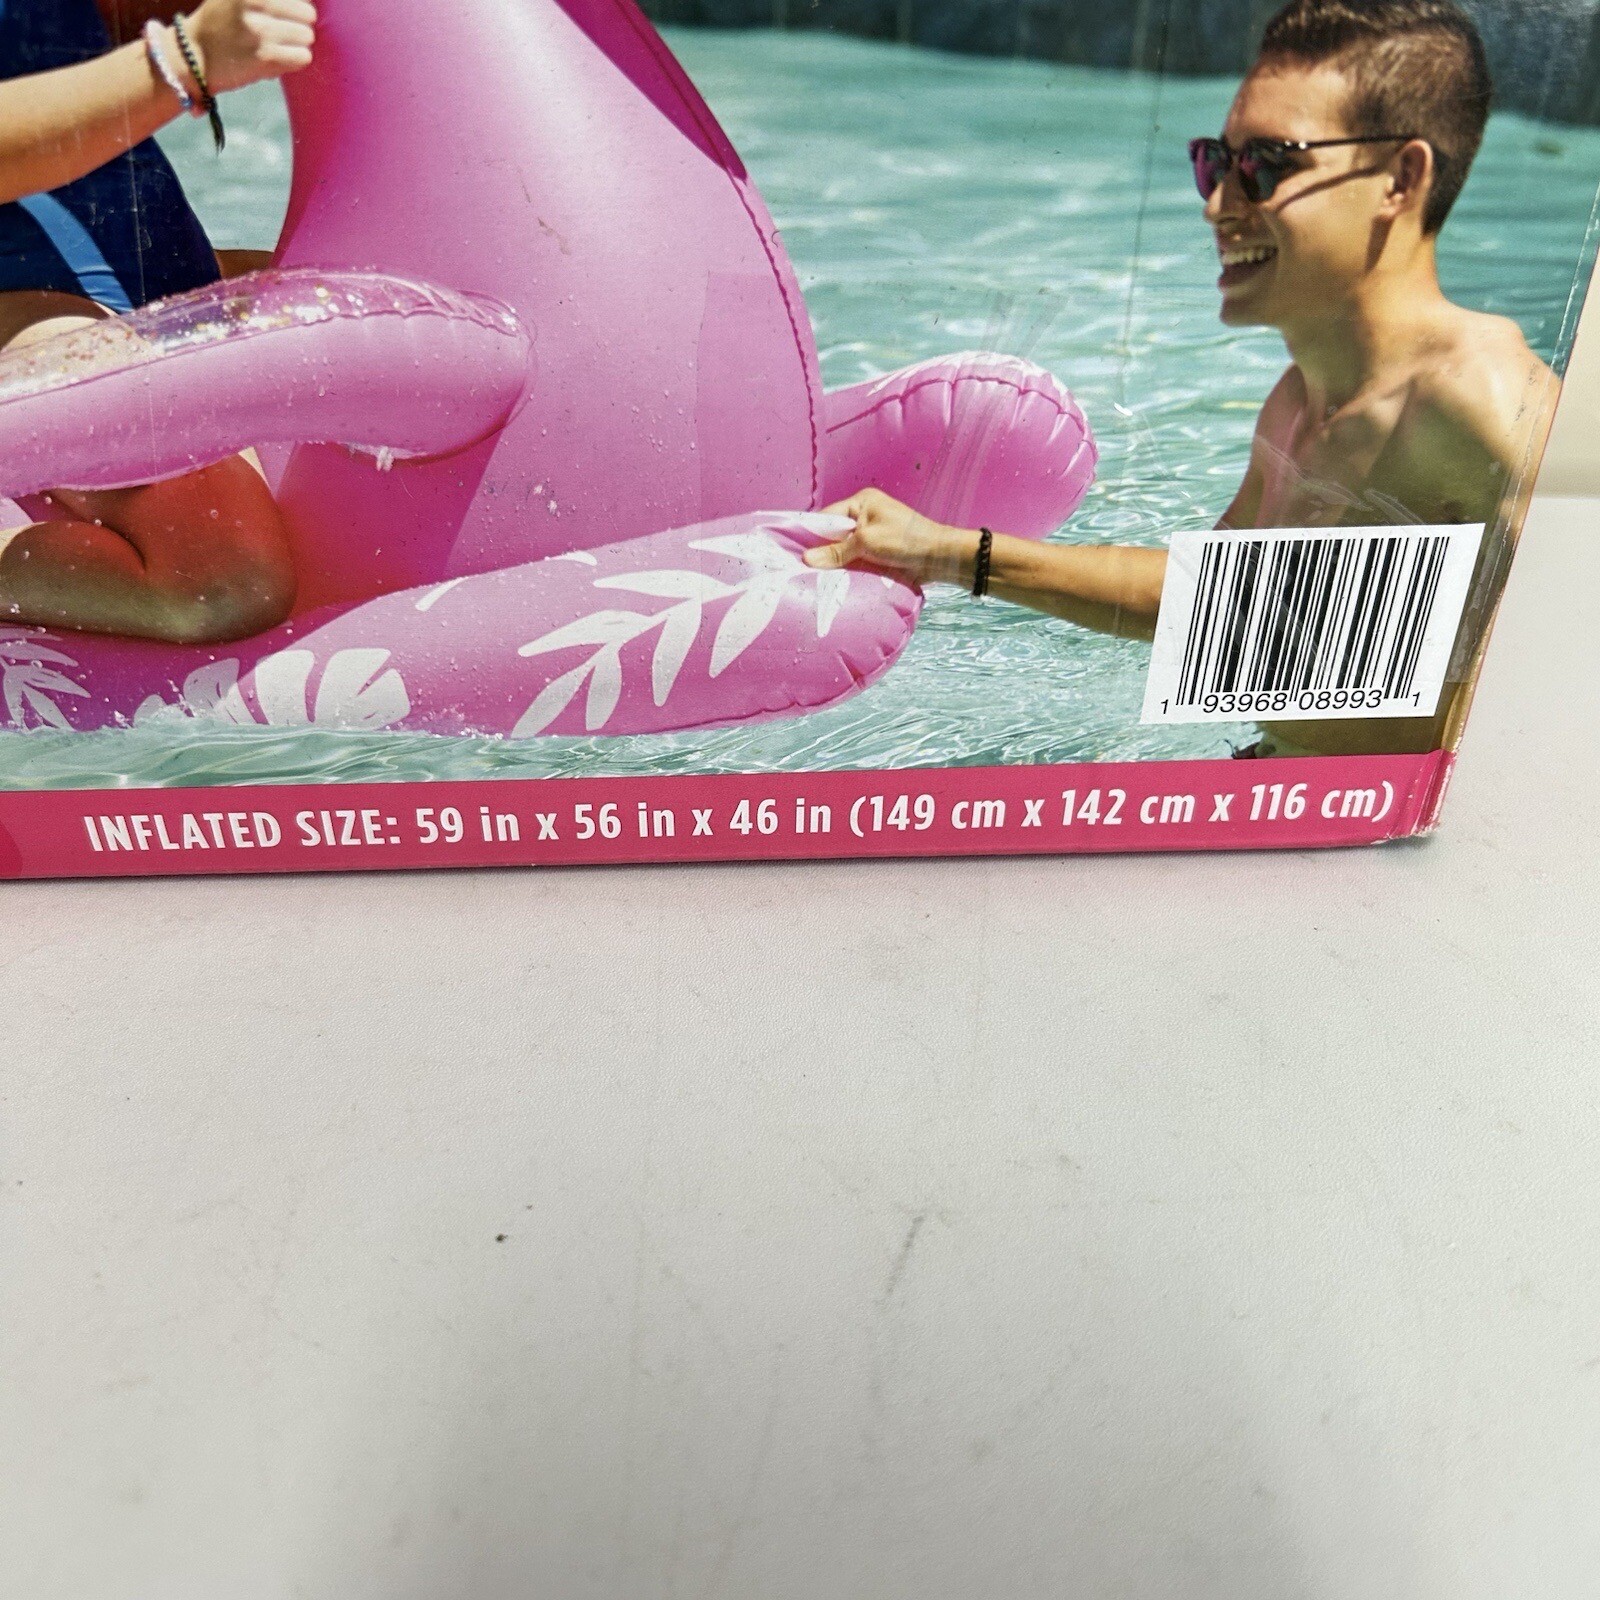 1 93968 08993 1
INFLATED SIZE: 59 in x 56 in x 46 in (149 cm x 142 cm x 116 cm)